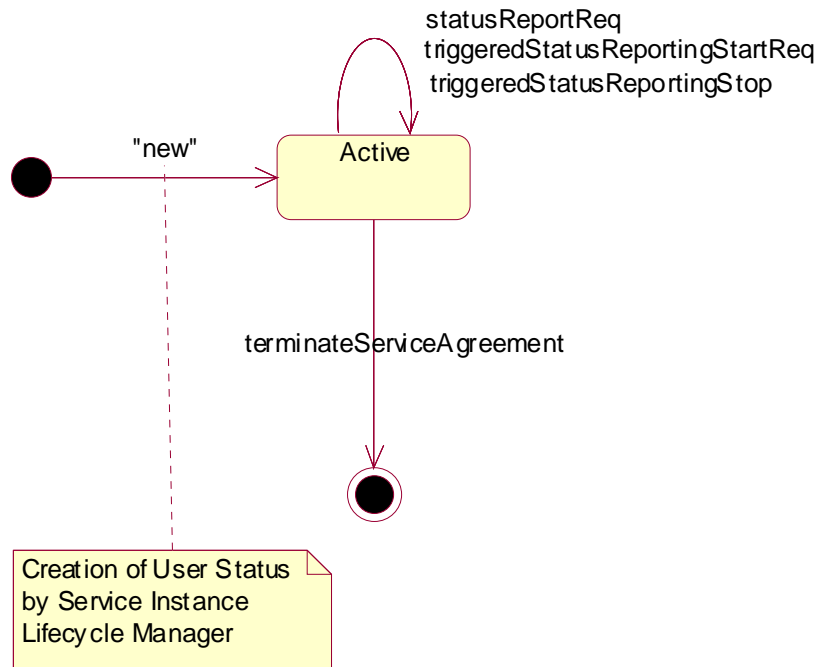 statusReportReq
triggeredStatusReportingStartReq
triggeredStatusReportingStop
"new"
Active
terminateServiceAgreement
Creation of User Status
by Service Instance
Lifecycle Manager